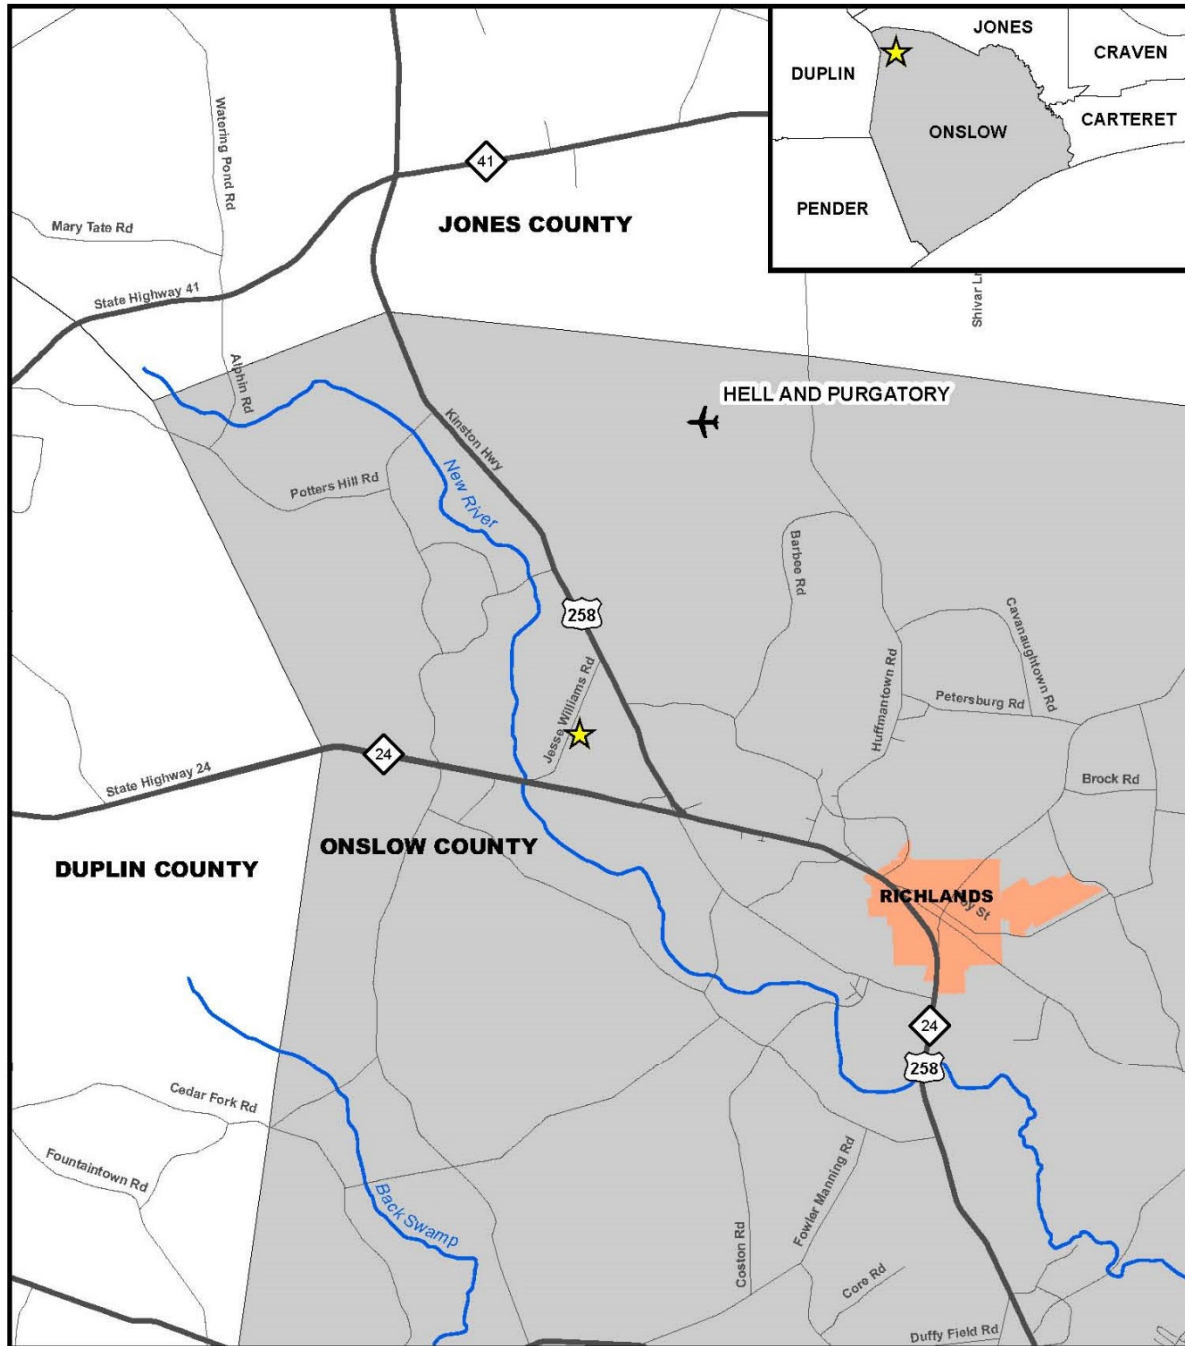 JONES
CRAVEN
DUPLIN
CARTERET
ONSLOW
PENDER
Watering Pond Rd
41
JONES COUNTY
Mary Tate Rd
State Highway 41
Shivar Ln
Alphin Rd
HELL AND PURGATORY
Kinston Hwy
New River
Potters Hill Rd
Barbee Rd
258
Cavanaughtown Rd
Jesse Williams Rd
Huffmantown Rd
Petersburg Rd
24
State Highway 24
Brock Rd
ONSLOW COUNTY
DUPLIN COUNTY
RICHLANDS
St
24
258
Cedar Fork Rd
Fountaintown Rd
Back Swamp
Fowler Manning Rd
Coston Rd
Core Rd
Duffy Field Rd